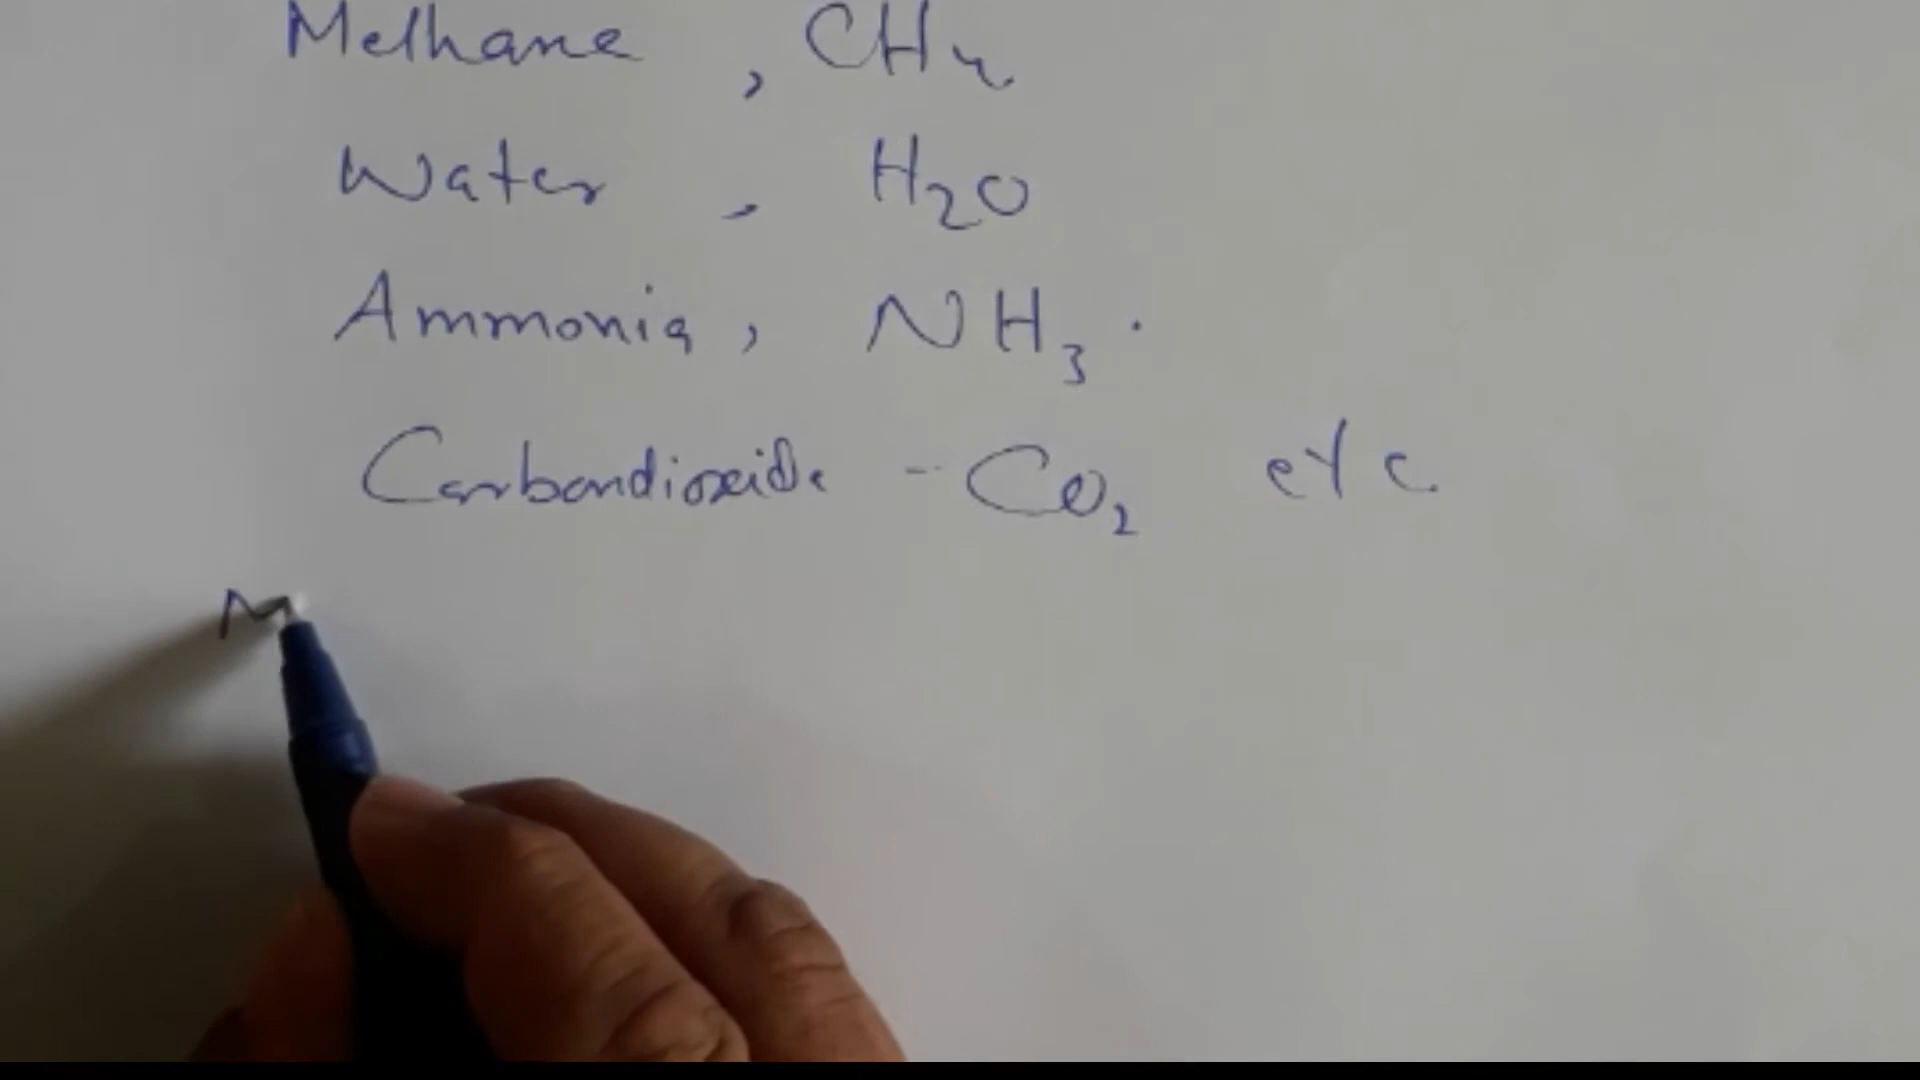 Methane , CH4
Water , H2O
Ammonia, NH3.
Carbondioxide - CO2 etc
M